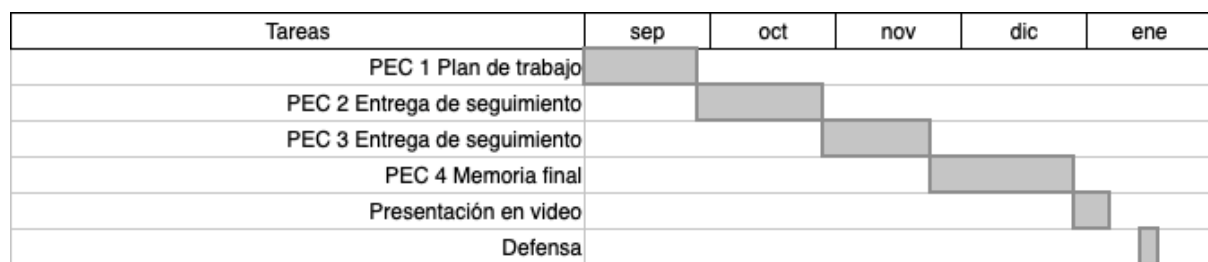 Tareas sep oct nov dic ene
PEC 1 Plan de trabajo
PEC 2 Entrega de seguimiento
PEC 3 Entrega de seguimiento
PEC 4 Memoria final
Presentación en video
Defensa